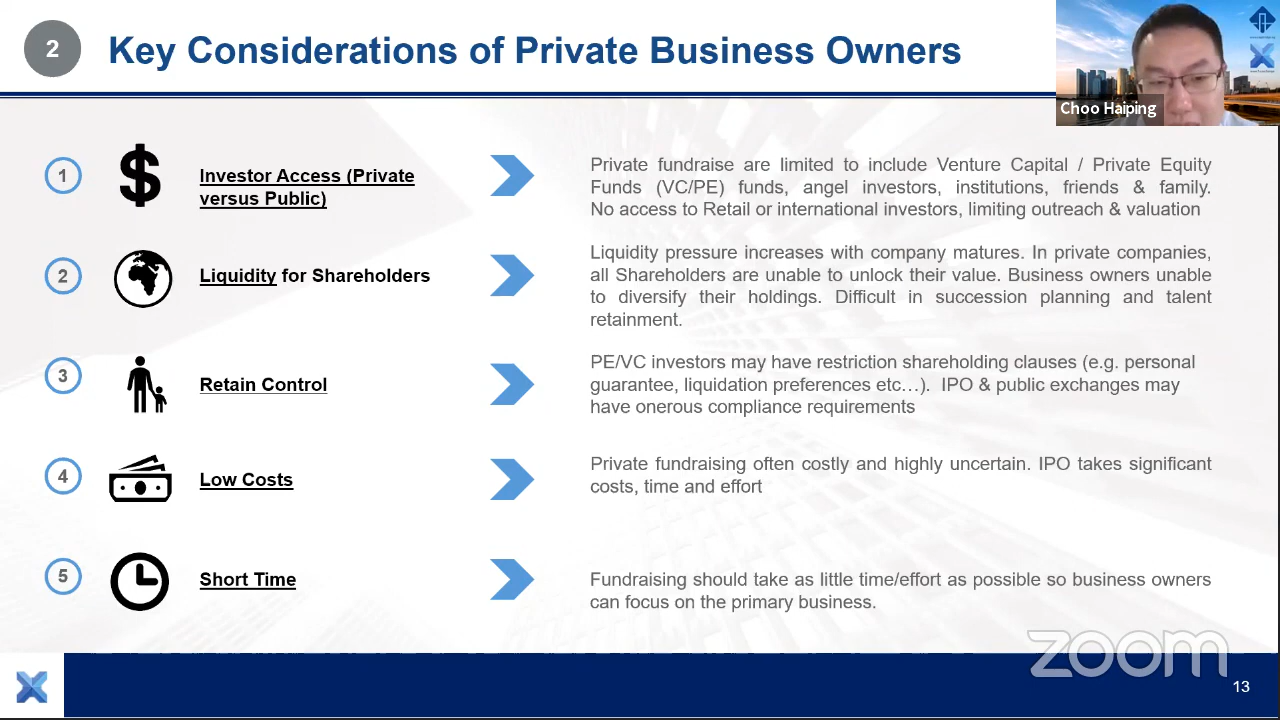 2
Key Considerations of Private Business Owners
Choo Haiping
1
Investor Access (Private
versus Public)
Private fundraise are limited to include Venture Capital / Private Equity
Funds (VC/PE) funds, angel investors, institutions, friends & family.
No access to Retail or international investors, limiting outreach & valuation
2
Liquidity for Shareholders
Liquidity pressure increases with company matures. In private companies,
all Shareholders are unable to unlock their value. Business owners unable
to diversify their holdings. Difficult in succession planning and talent
retainment.
3
Retain Control
PE/VC investors may have restriction shareholding clauses (e.g. personal
guarantee, liquidation preferences etc…). IPO & public exchanges may
have onerous compliance requirements
4
Low Costs
Private fundraising often costly and highly uncertain. IPO takes significant
costs, time and effort
5
Short Time
Fundraising should take as little time/effort as possible so business owners
can focus on the primary business.
zoom
13